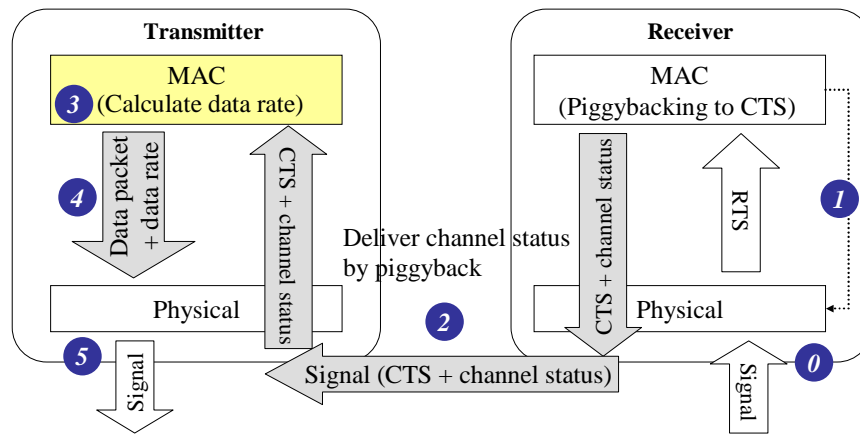 Transmitter
MAC
(Calculate data rate)
3
4
Data packet
+ data rate
CTS + channel status
Physical
5
Signal
Deliver channel status
by piggyback
2
Signal (CTS + channel status)
Receiver
MAC
(Piggybacking to CTS)
CTS + channel status
RTS
1
Physical
0
Signal